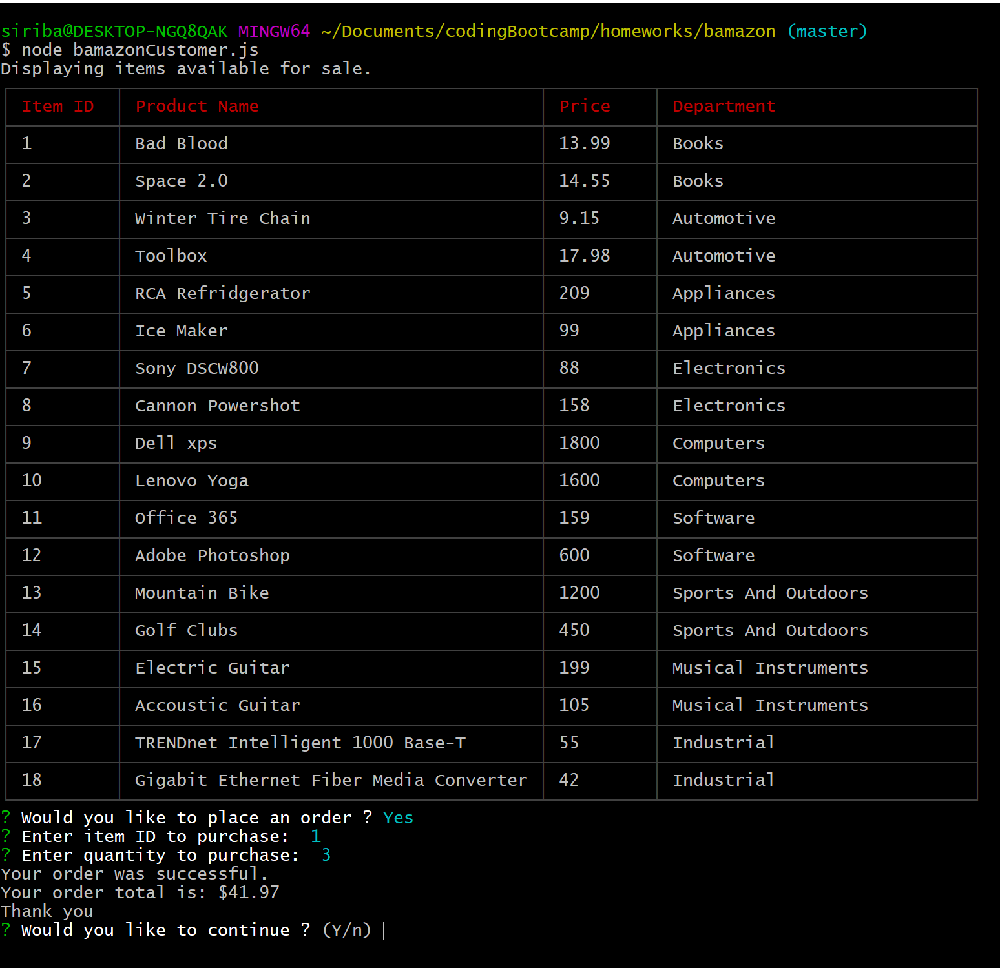 siriba@DESKTOP-NGQ8QAK MINGW64 ~/Documents/codingBootcamp/homeworks/bamazon (master)
$ node bamazonCustomer.js
Displaying items available for sale.
Item ID Product Name Price Department
1 Bad Blood 13.99 Books
2 Space 2.0 14.55 Books
3 Winter Tire Chain 9.15 Automotive
4 Toolbox 17.98 Automotive
5 RCA Refridgerator 209 Appliances
6 Ice Maker 99 Appliances
7 Sony DSCW800 88 Electronics
8 Cannon Powershot 158 Electronics
9 Dell xps 1800 Computers
10 Lenovo Yoga 1600 Computers
11 Office 365 159 Software
12 Adobe Photoshop 600 Software
13 Mountain Bike 1200 Sports And Outdoors
14 Golf Clubs 450 Sports And Outdoors
15 Electric Guitar 199 Musical Instruments
16 Accoustic Guitar 105 Musical Instruments
17 TRENDnet Intelligent 1000 Base-T 55 Industrial
18 Gigabit Ethernet Fiber Media Converter 42 Industrial
? Would you like to place an order ? Yes
? Enter item ID to purchase:  1
? Enter quantity to purchase:  3
Your order was successful.
Your order total is: $41.97
Thank you
? Would you like to continue ? (Y/n)